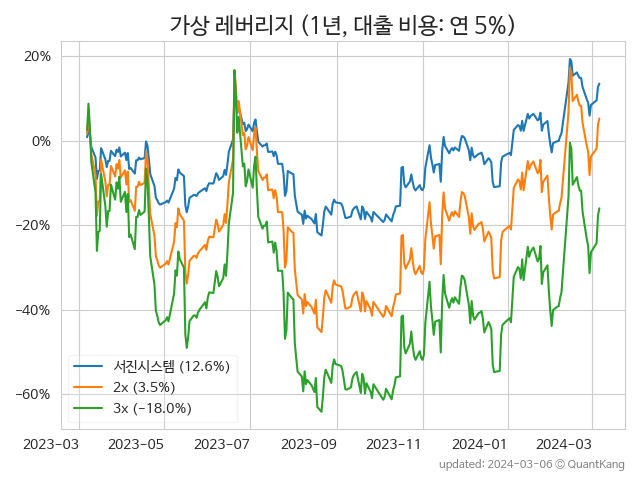 가상 레버리지 (1년, 대출 비용: 연 5%)
20%
0%
−20%
−40%
−60%
서진시스템 (12.6%)
2x (3.5%)
3x (−18.0%)
2023−03 2023−05 2023−07 2023−09 2023−11 2024−01 2024−03
updated: 2024−03−06 © QuantKang